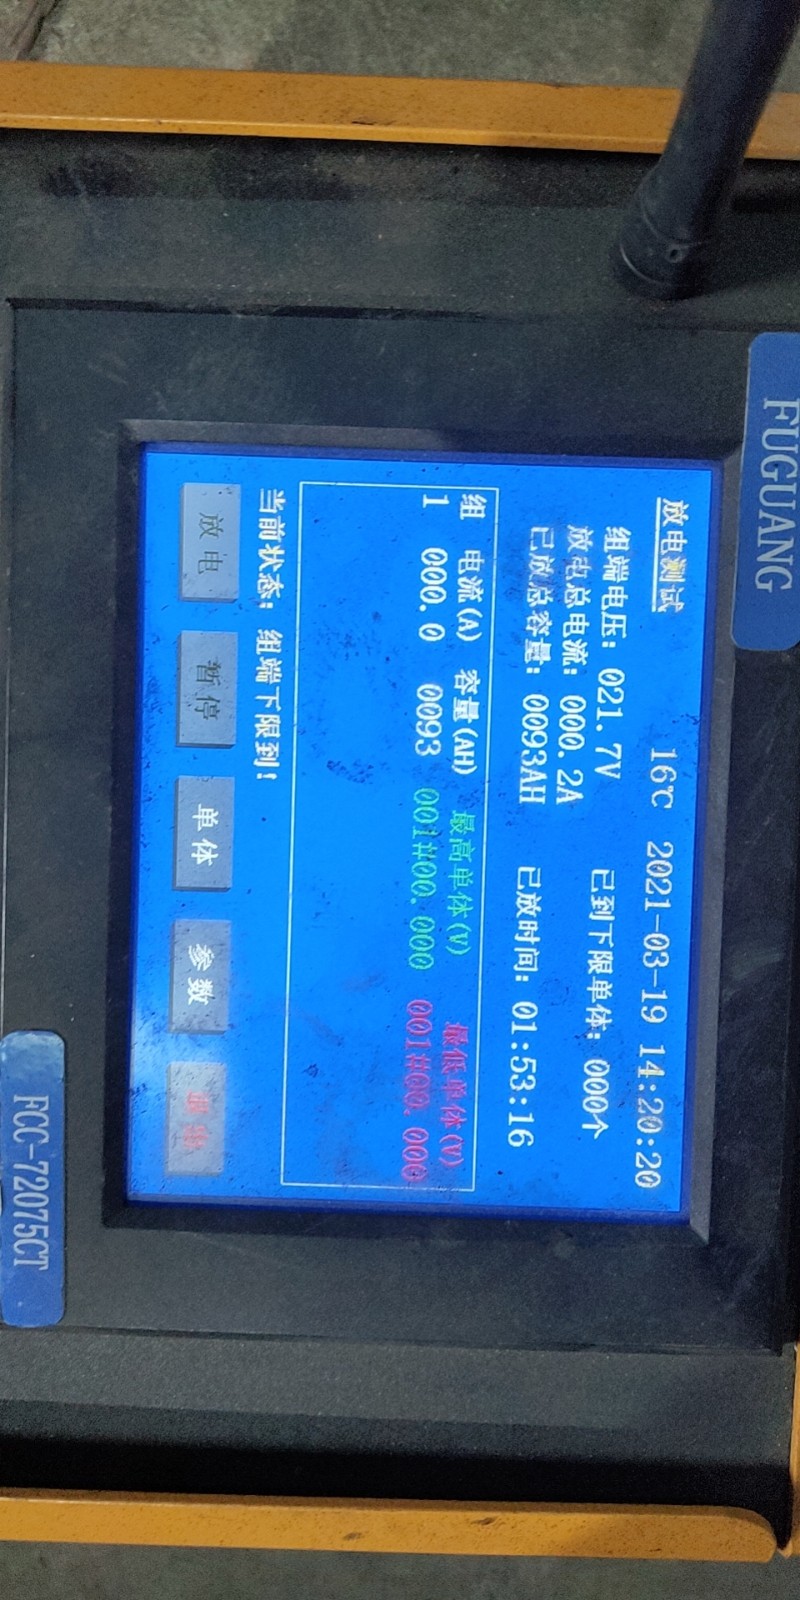 FUGUANG
放电测试 16℃ 2021-03-19 14:20:20
组端电压: 021.7V 已到下限单体: 000个
放电总电流: 000.2A
已放总容量: 0093AH 已放时间: 01:53:16
组 电流(A) 容量(AH) 最高单体(V) 最低单体(V)
1 000.0 0093 001#00.000 001#00.000
当前状态: 组端下限到!
放电 暂停 单体 参数
FCC-72075CT